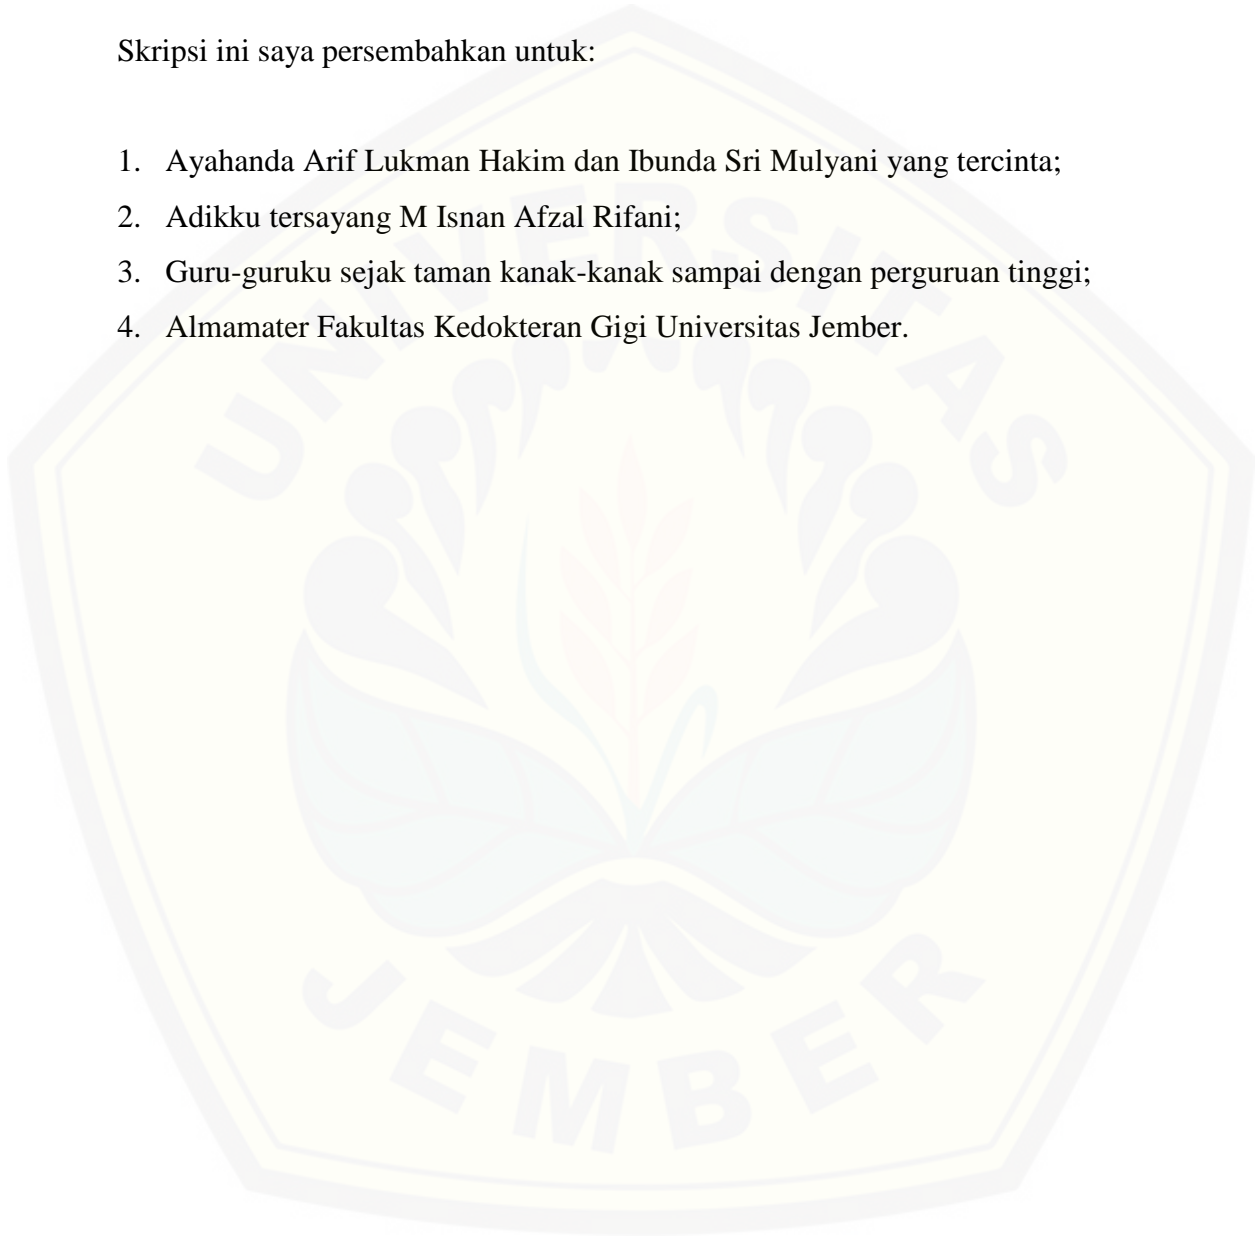 Skripsi ini saya persembahkan untuk:
1. Ayahanda Arif Lukman Hakim dan Ibunda Sri Mulyani yang tercinta;
2. Adikku tersayang M Isnan Afzal Rifani;
3. Guru-guruku sejak taman kanak-kanak sampai dengan perguruan tinggi;
4. Almamater Fakultas Kedokteran Gigi Universitas Jember.
UNIVERSITAS
JEMBER